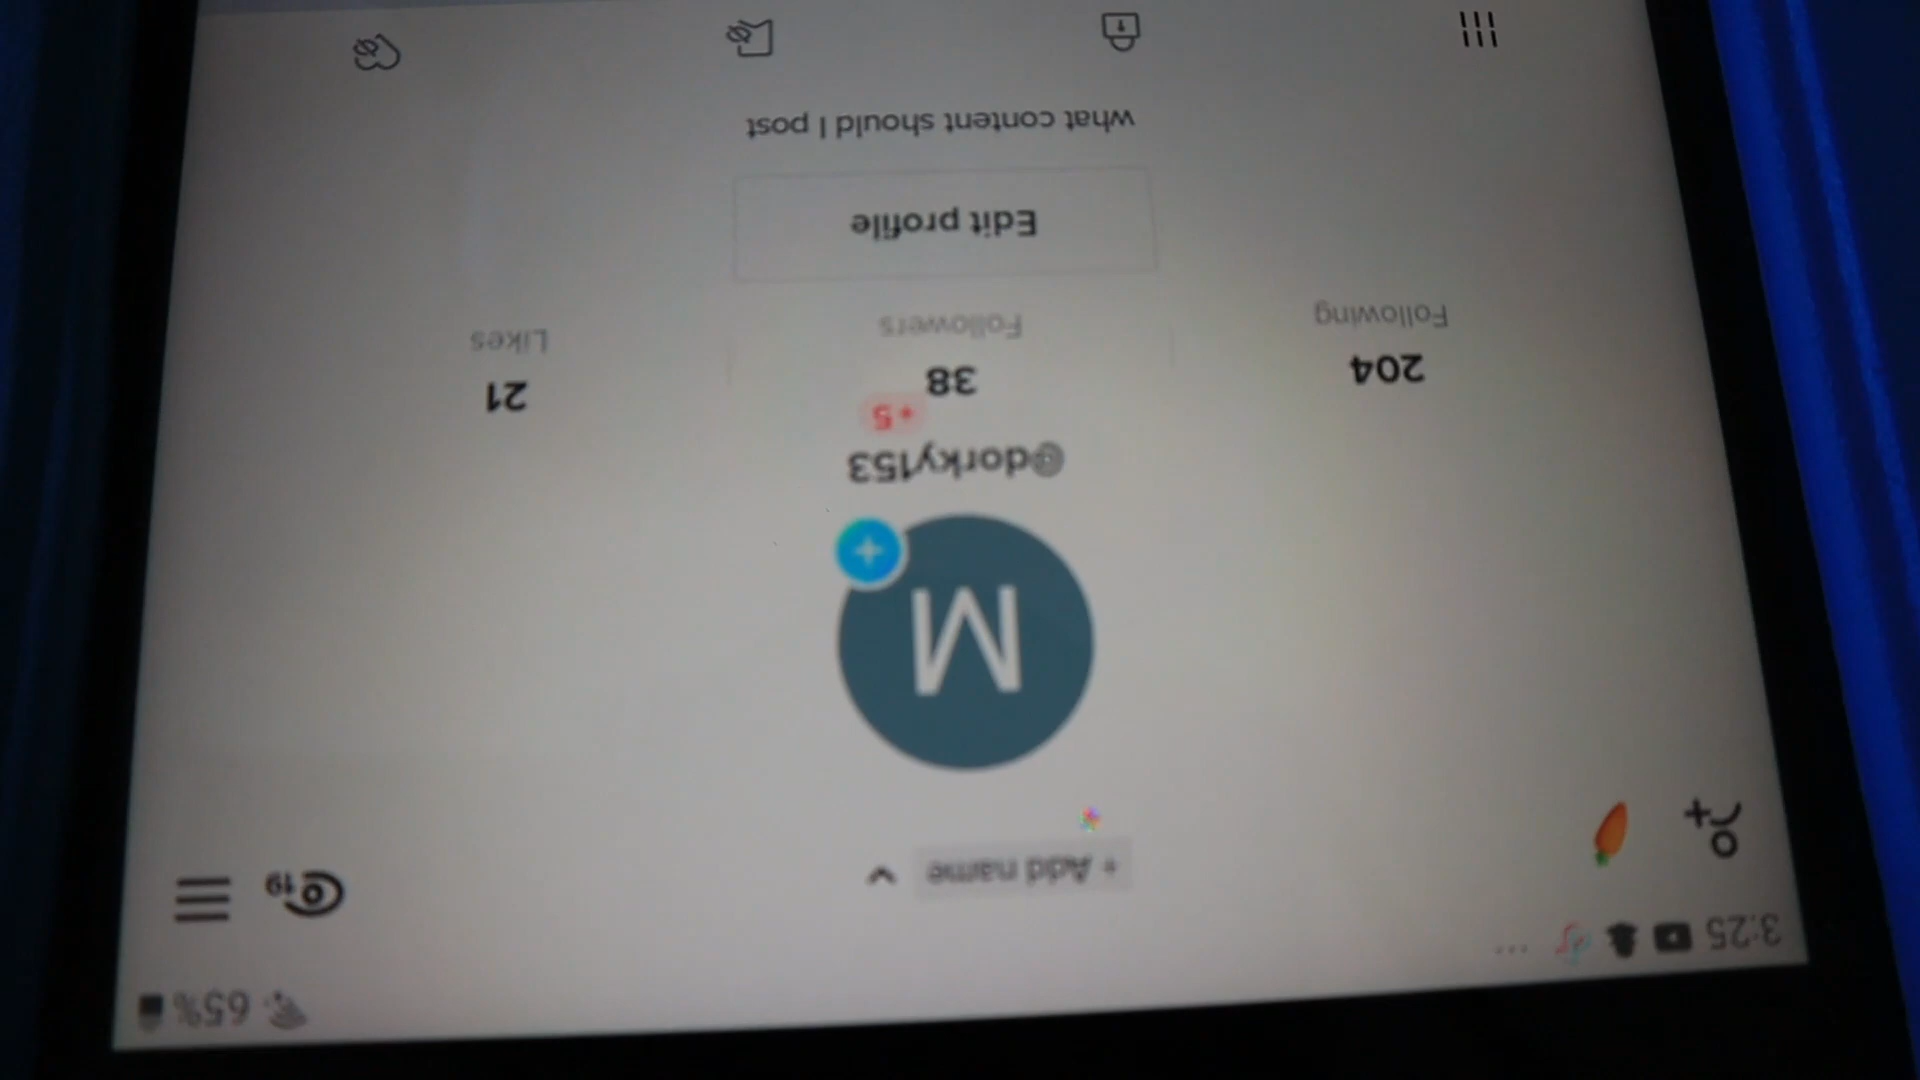 3:25 ... 65%
+ Add name
19
M
@dorky153
204 38 +5 21
Following Followers Likes
Edit profile
what content should I post